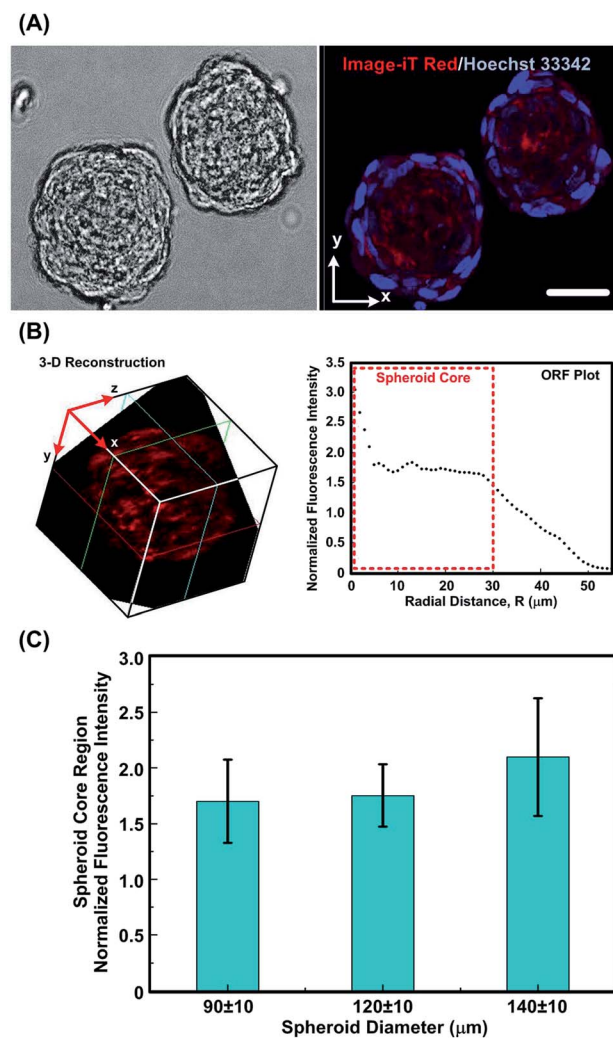 (A)
Image-iT Red/Hoechst 33342
y
x
(B)
3-D Reconstruction
z
x
y
Normalized Fluorescence Intensity
3.5
3.0
2.5
2.0
1.5
1.0
0.5
0
Spheroid Core
ORF Plot
0 10 20 30 40 50
Radial Distance, R (μm)
(C)
Spheroid Core Region
Normalized Fluorescence Intensity
3.0
2.5
2.0
1.5
1.0
0.5
0
90±10 120±10 140±10
Spheroid Diameter (μm)